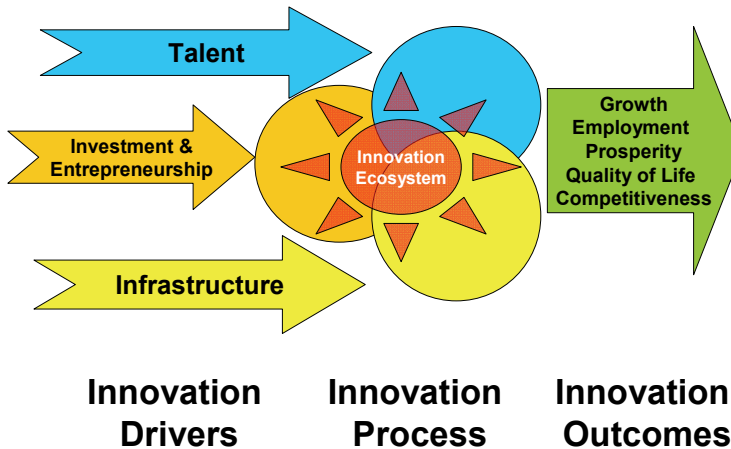 Talent
Investment &
Entrepreneurship
Infrastructure
Innovation
Ecosystem
Growth
Employment
Prosperity
Quality of Life
Competitiveness
Innovation
Drivers
Innovation
Process
Innovation
Outcomes